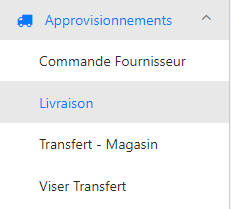 Approvisionnements
Commande Fournisseur
Livraison
Transfert - Magasin
Viser Transfert